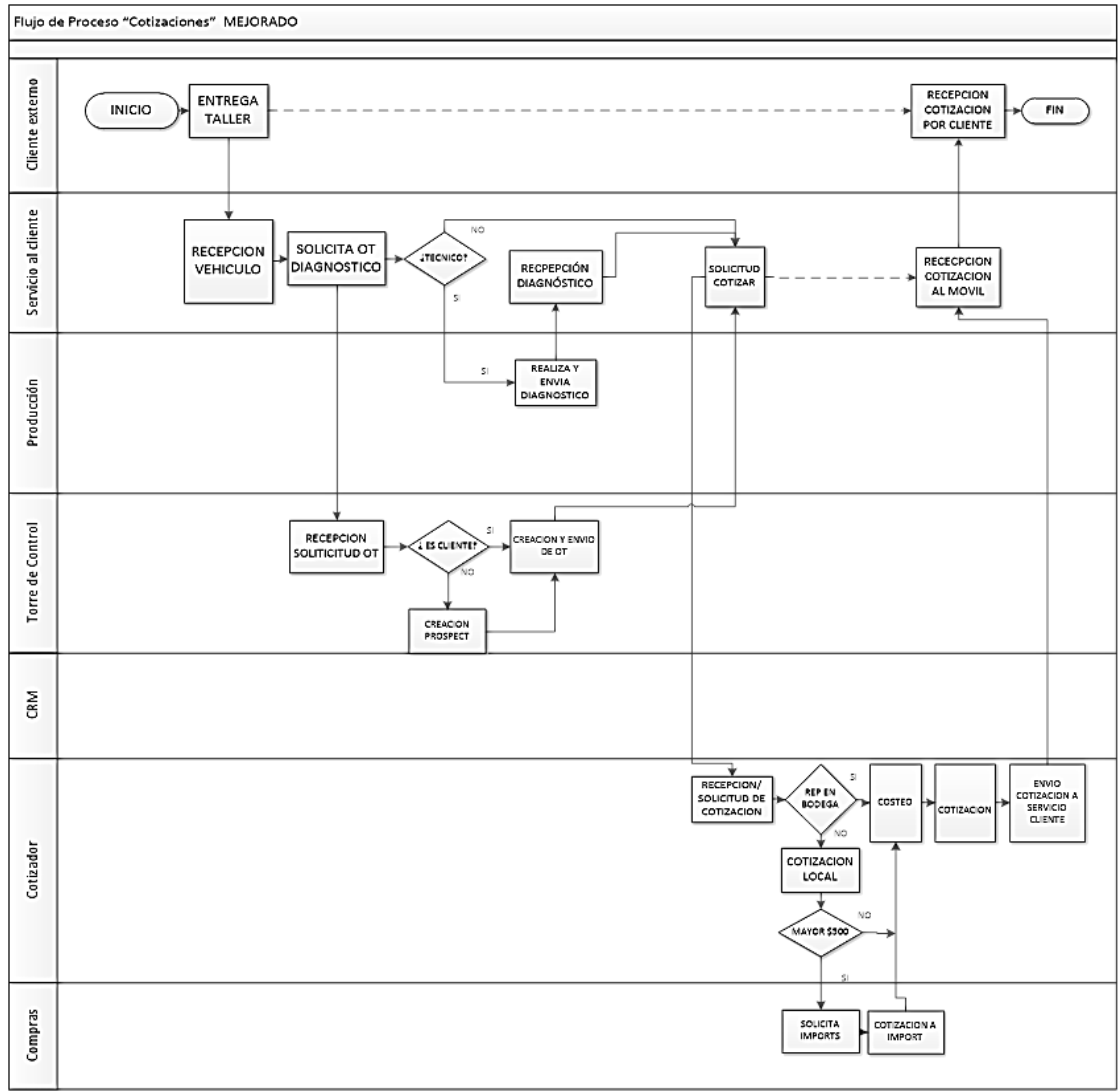 Flujo de Proceso “Cotizaciones” MEJORADO
Cliente externo
INICIO
ENTREGA
TALLER
RECEPCION
COTIZACION
POR CLIENTE
FIN
Servicio al cliente
RECEPCION
VEHICULO
SOLICITA OT
DIAGNOSTICO
¿TECNICO?
NO
SI
RECPEPCIÓN
DIAGNÓSTICO
SOLICITUD
COTIZAR
RECECPCION
COTIZACION
AL MOVIL
Producción
SI
REALIZA Y
ENVIA
DIAGNOSTICO
Torre de Control
RECEPCION
SOLITICITUD OT
¿ ES CLIENTE?
SI
NO
CREACION Y ENVIO
DE OT
CREACION
PROSPECT
CRM
Cotizador
RECEPCION/
SOLICITUD DE
COTIZACION
REP EN
BODEGA
SI
NO
COSTEO
COTIZACION
ENVIO
COTIZACION A
SERVICIO
CLIENTE
COTIZACION
LOCAL
MAYOR $500
NO
SI
Compras
SOLICITA
IMPORTS
COTIZACION A
IMPORT